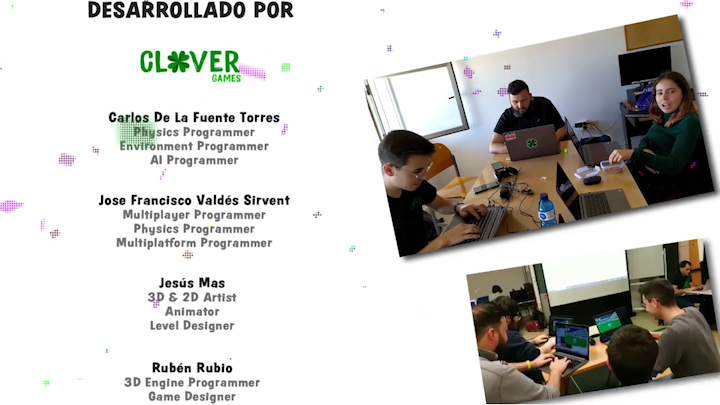 DESARROLLADO POR
CLOVER
GAMES
Carlos De La Fuente Torres
Physics Programmer
Environment Programmer
AI Programmer
Jose Francisco Valdés Sirvent
Multiplayer Programmer
Physics Programmer
Multiplatform Programmer
Jesús Mas
3D & 2D Artist
Animator
Level Designer
Rubén Rubio
3D Engine Programmer
Game Designer